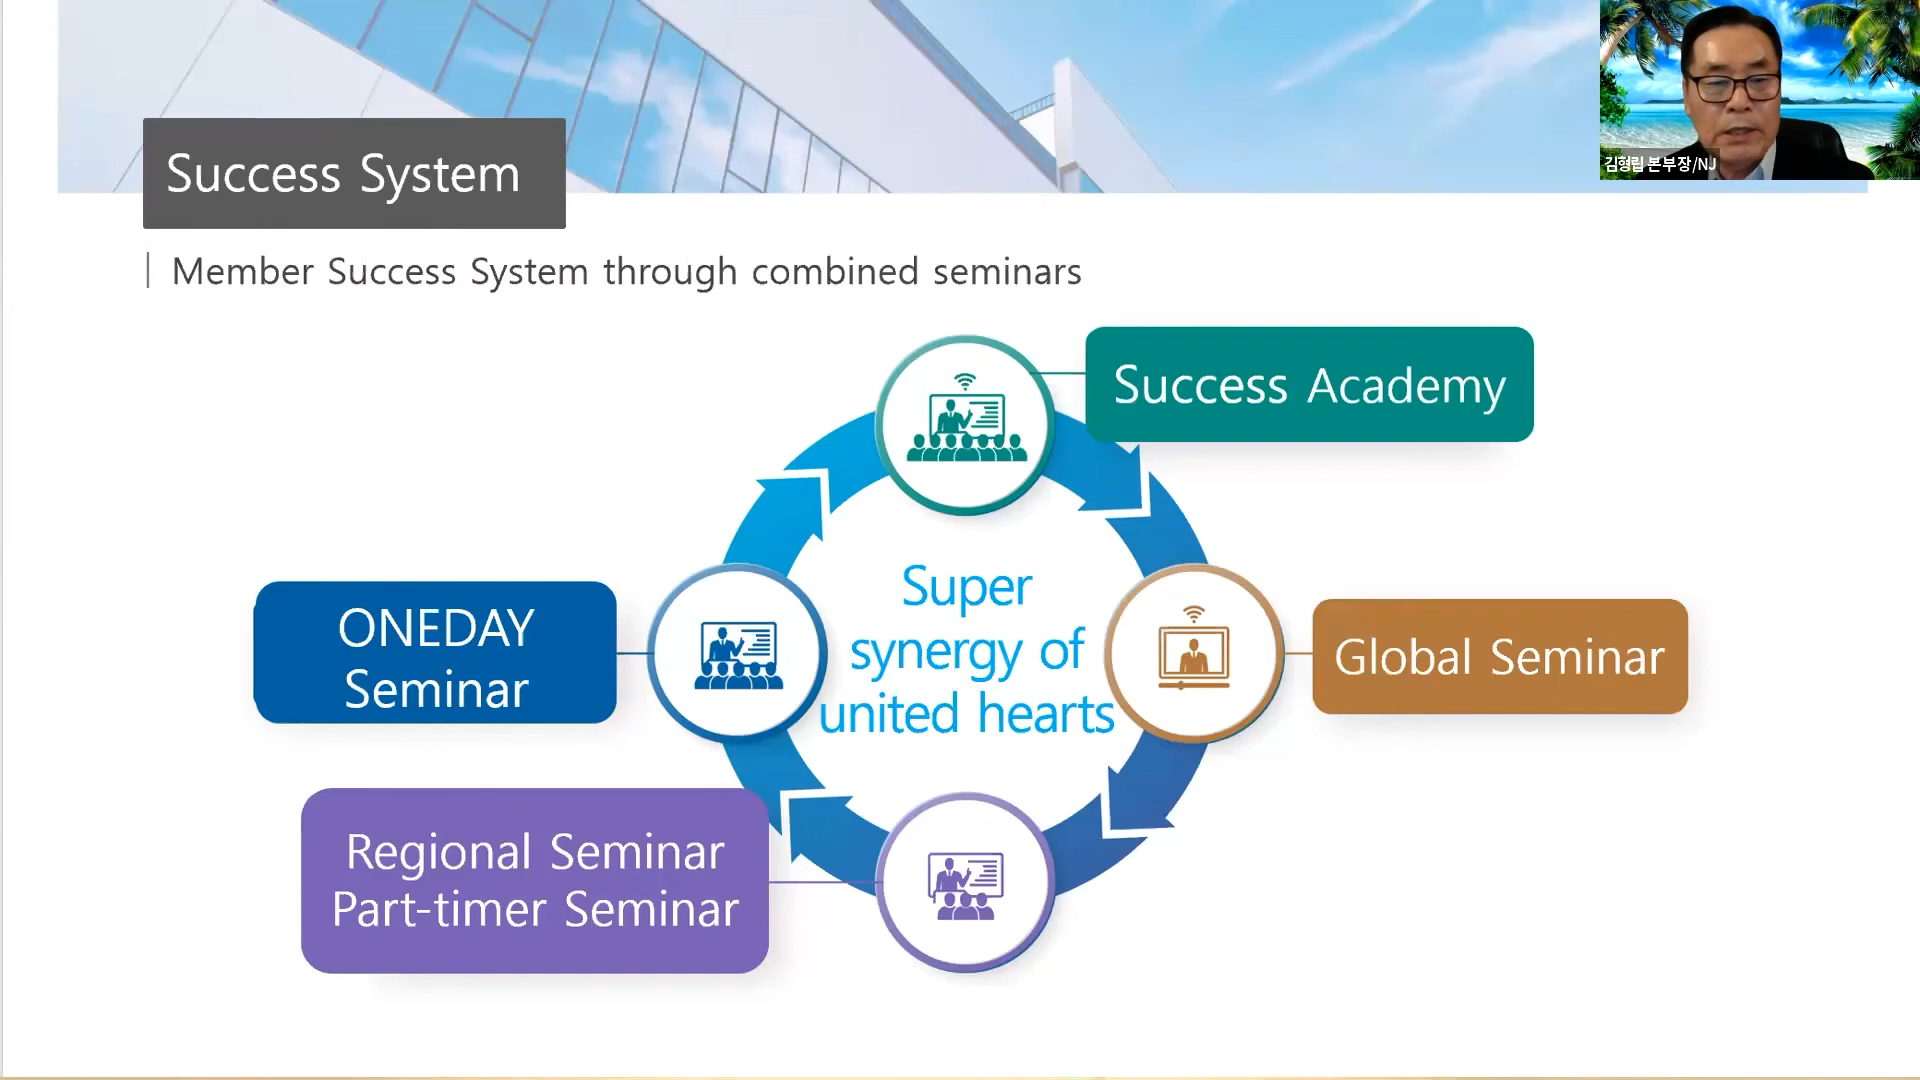 김형립 본부장/NJ
Success System
Member Success System through combined seminars
Success Academy
Super
synergy of
united hearts
ONEDAY
Seminar
Global Seminar
Regional Seminar
Part-timer Seminar